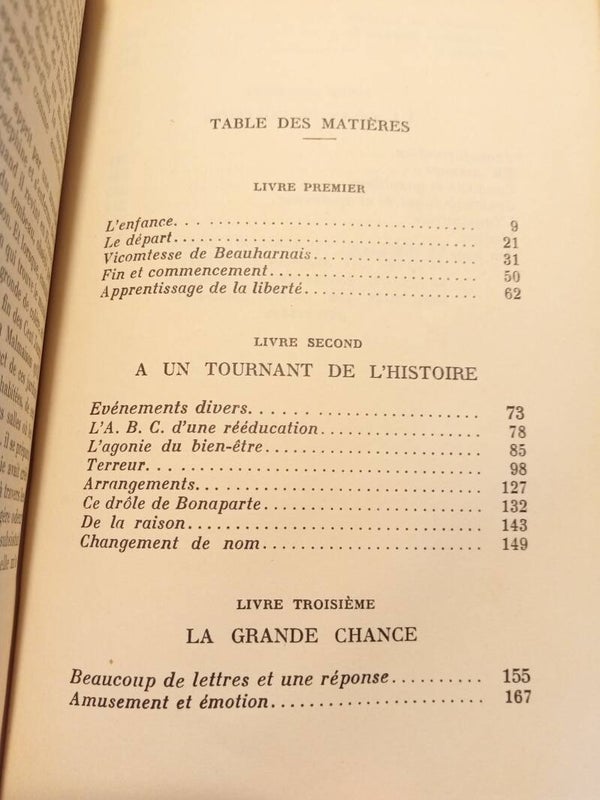 TABLE DES MATIÈRES
LIVRE PREMIER
L'enfance. . . . . . . . . . . . . . . . . . . . . . . . . . . . 9
Le départ. . . . . . . . . . . . . . . . . . . . . . . . . . . . 21
Vicomtesse de Beauharnais. . . . . . . . . . . . . . . 31
Fin et commencement. . . . . . . . . . . . . . . . . . . 50
Apprentissage de la liberté. . . . . . . . . . . . . . . . 62
LIVRE SECOND
A UN TOURNANT DE L'HISTOIRE
Evénements divers. . . . . . . . . . . . . . . . . . . . . 73
L'A. B. C. d'une rééducation. . . . . . . . . . . . . . . 78
L'agonie du bien-être. . . . . . . . . . . . . . . . . . . 85
Terreur. . . . . . . . . . . . . . . . . . . . . . . . . . . . . 98
Arrangements. . . . . . . . . . . . . . . . . . . . . . . . 127
Ce drôle de Bonaparte. . . . . . . . . . . . . . . . . . . 132
De la raison. . . . . . . . . . . . . . . . . . . . . . . . . . 143
Changement de nom. . . . . . . . . . . . . . . . . . . . 149
LIVRE TROISIÈME
LA GRANDE CHANCE
Beaucoup de lettres et une réponse. . . . . . . . . . 155
Amusement et émotion. . . . . . . . . . . . . . . . . . . 167